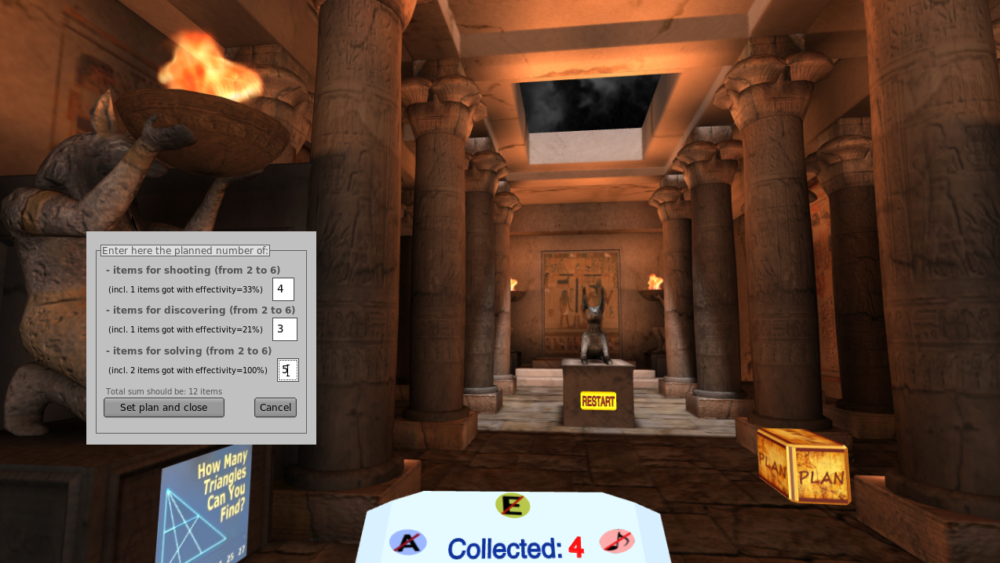 Enter here the planned number of:
- items for shooting (from 2 to 6)
(incl. 1 items got with effectivity=33%)
4
- items for discovering (from 2 to 6)
(incl. 1 items got with effectivity=21%)
3
- items for solving (from 2 to 6)
(incl. 2 items got with effectivity=100%)
5
Total sum should be: 12 items
Set plan and close
Cancel
RESTART
PLAN
PLAN
How Many
Triangles
Can You
Find?
25 27
E
A
Collected: 4